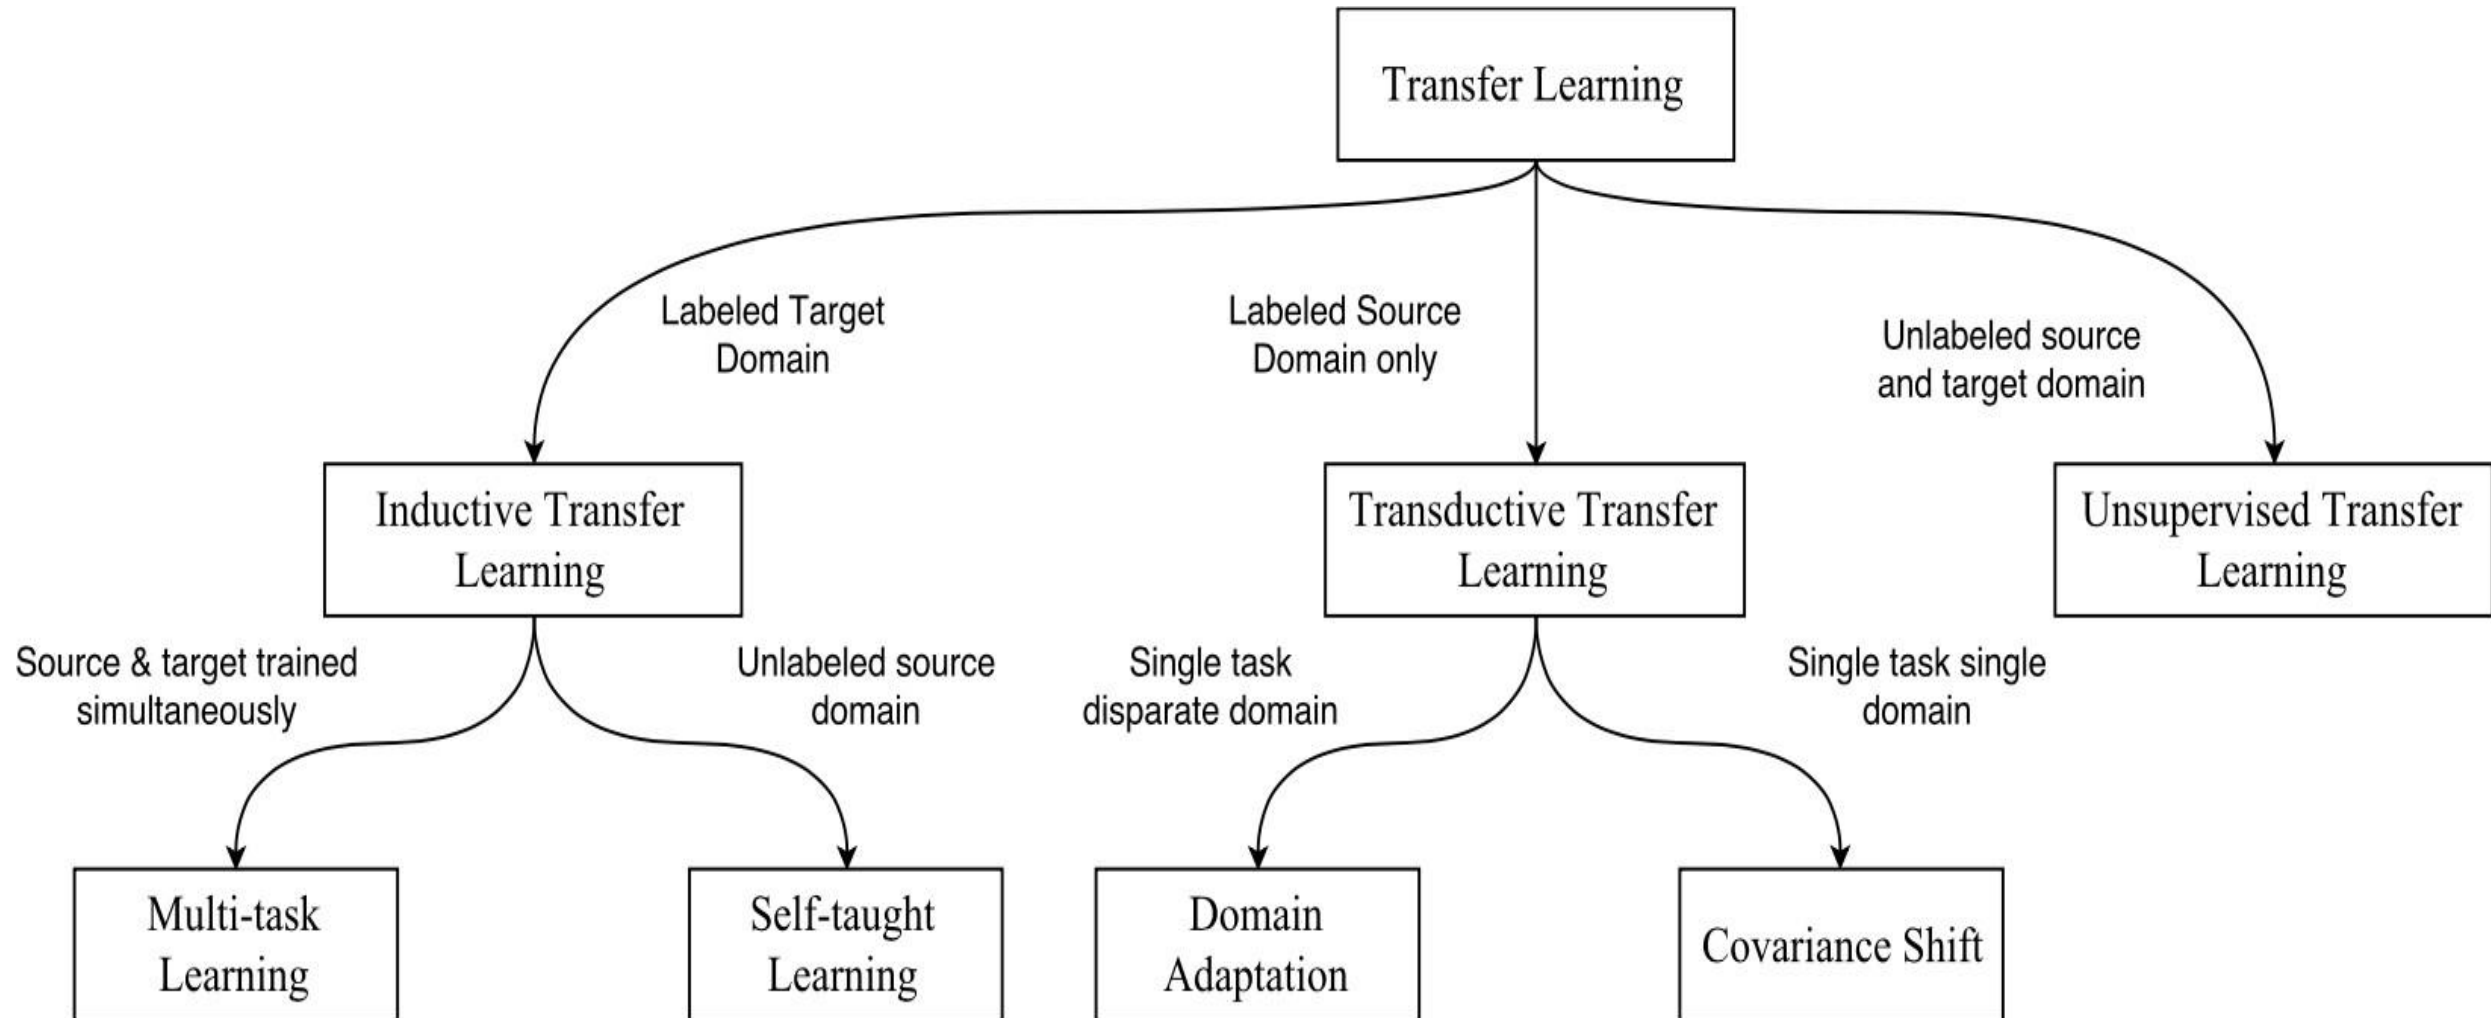 Transfer Learning
Labeled Target
Domain
Labeled Source
Domain only
Unlabeled source
and target domain
Inductive Transfer
Learning
Transductive Transfer
Learning
Unsupervised Transfer
Learning
Source & target trained
simultaneously
Unlabeled source
domain
Single task
disparate domain
Single task single
domain
Multi-task
Learning
Self-taught
Learning
Domain
Adaptation
Covariance Shift